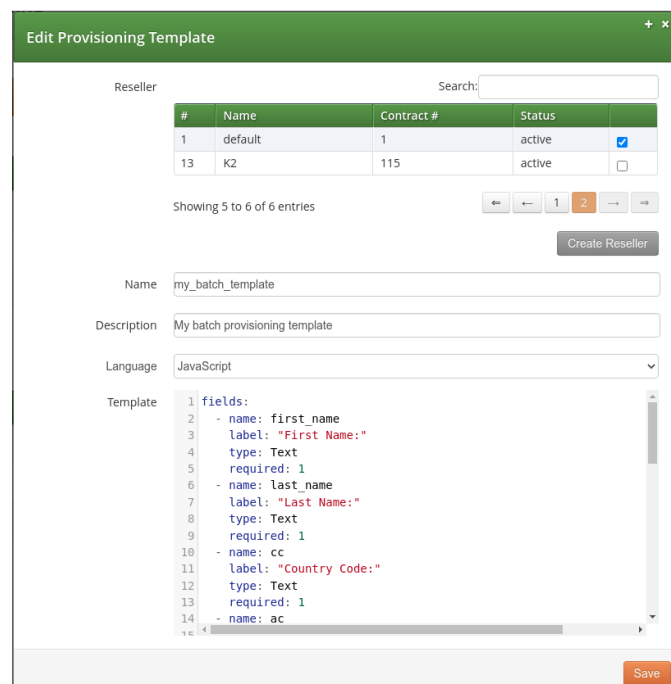 + ×
Edit Provisioning Template
Reseller
Search:
# Name Contract # Status
1 default 1 active
13 K2 115 active
Showing 5 to 6 of 6 entries
⇐ ← 1 2 → ⇒
Create Reseller
Name my_batch_template
Description My batch provisioning template
Language JavaScript
Template
1 fields:
2 - name: first_name
3 label: "First Name:"
4 type: Text
5 required: 1
6 - name: last_name
7 label: "Last Name:"
8 type: Text
9 required: 1
10 - name: cc
11 label: "Country Code:"
12 type: Text
13 required: 1
14 - name: ac
15
Save